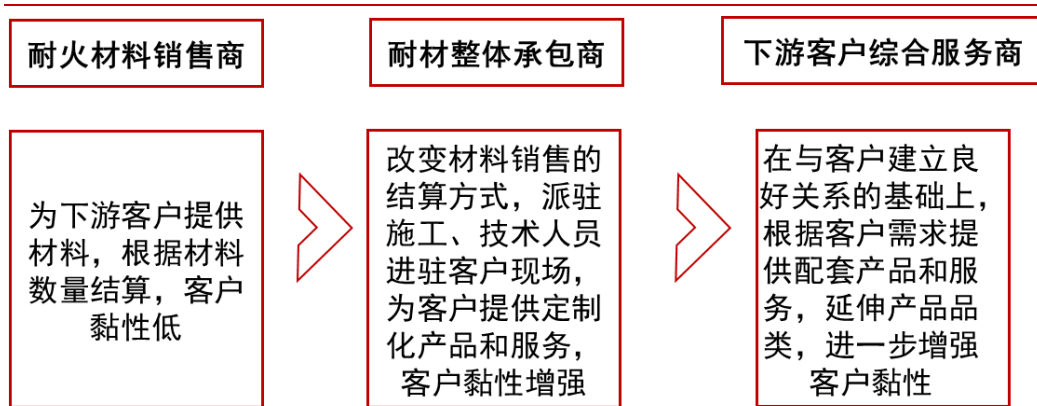 耐火材料销售商
耐材整体承包商
下游客户综合服务商
为下游客户提供
材料，根据材料
数量结算，客户
黏性低
改变材料销售的
结算方式，派驻
施工、技术人员
进驻客户现场，
为客户提供定制
化产品和服务，
客户黏性增强
在与客户建立良
好关系的基础上，
根据客户需求提
供配套产品和服
务，延伸产品品
类，进一步增强
客户黏性